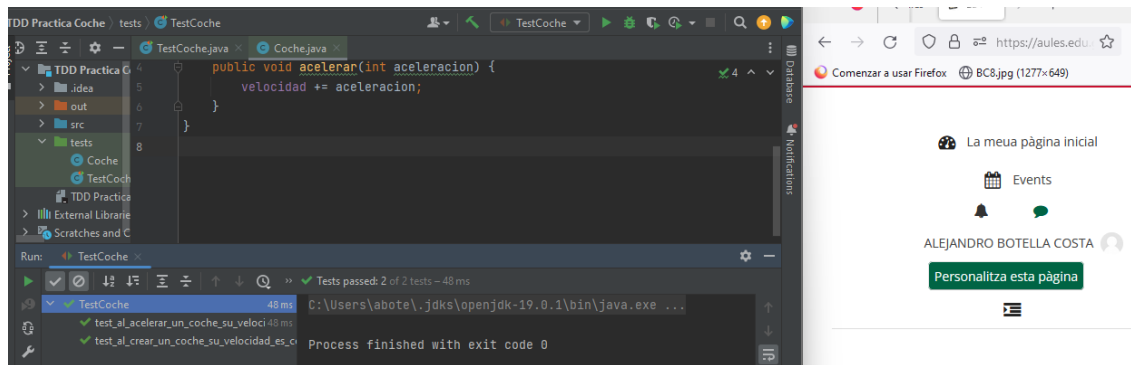 TDD Practica Coche › tests › TestCoche
TestCoche
TestCoche.java
Coche.java
TDD Practica C
.idea
out
src
tests
Coche
TestCoch
TDD Practica
External Librarie
Scratches and C
4 public void acelerar(int aceleracion) {
5 velocidad += aceleracion;
6 }
7 }
8
4
Database
Notifications
Run: TestCoche
Tests passed: 2 of 2 tests – 48 ms
TestCoche 48 ms
test_al_acelerar_un_coche_su_veloci 48 ms
test_al_crear_un_coche_su_velocidad_es_c
C:\Users\abote\.jdks\openjdk-19.0.1\bin\java.exe ...
Process finished with exit code 0
https://aules.edu.
Comenzar a usar Firefox
BC8.jpg (1277×649)
La meua pàgina inicial
Events
ALEJANDRO BOTELLA COSTA
Personalitza esta pàgina